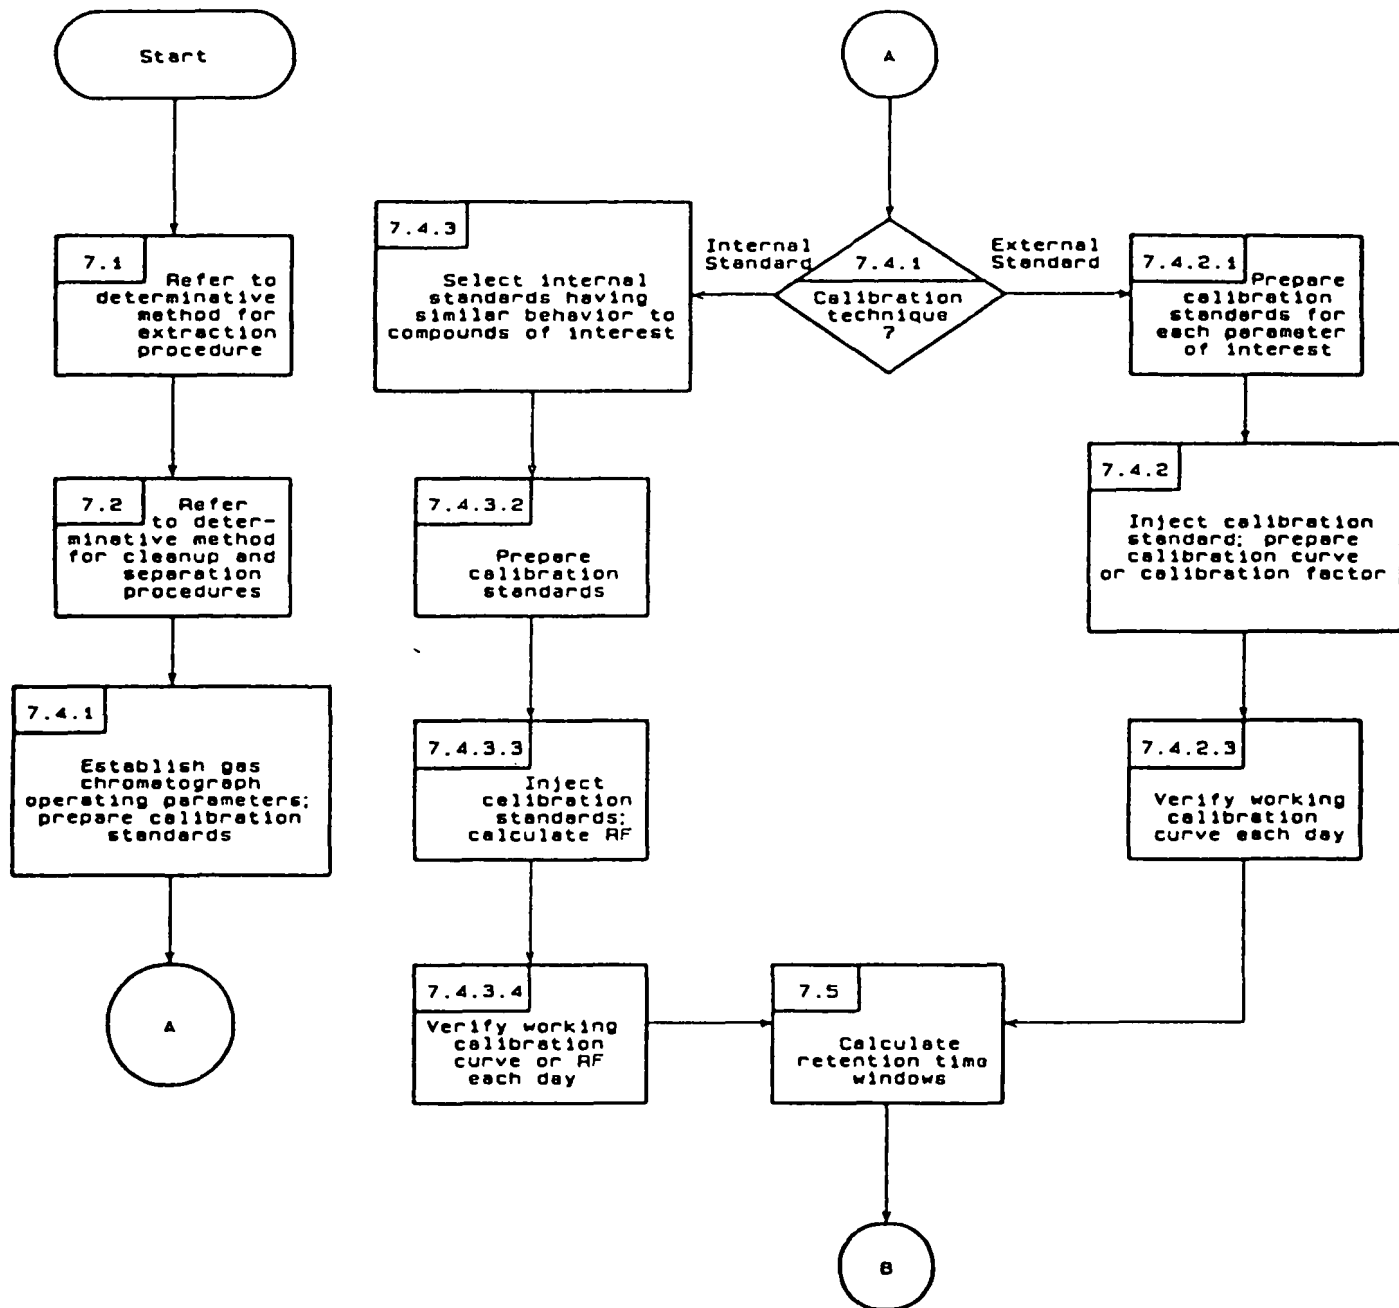 Start
7.1
Refer to
determinative
method for
extraction
procedure
7.2
Refer
to deter-
minative method
for cleanup and
separation
procedures
7.4.1
Establish gas
chromatograph
operating parameters;
prepare calibration
standards
A
A
7.4.1
Calibration
technique
?
Internal
Standard
External
Standard
7.4.3
Select internal
standards having
similar behavior to
compounds of interest
7.4.3.2
Prepare
calibration
standards
7.4.3.3
Inject
calibration
standards;
calculate RF
7.4.3.4
Verify working
calibration
curve or RF
each day
7.4.2.1
Prepare
calibration
standards for
each parameter
of interest
7.4.2
Inject calibration
standard; prepare
calibration curve
or calibration factor
7.4.2.3
Verify working
calibration
curve each day
7.5
Calculate
retention time
windows
B